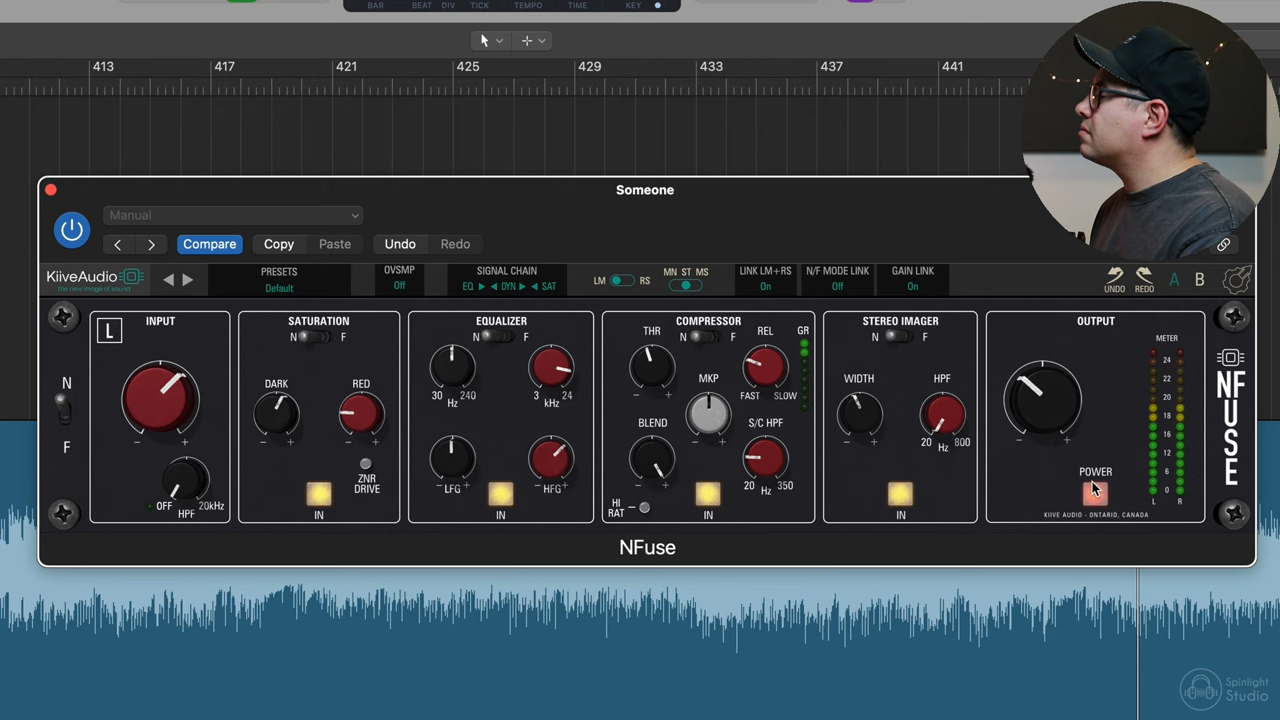 BAR BEAT DIV TICK TEMPO TIME KEY
413 417 421 425 429 433 437 441
Someone
Manual
Compare Copy Paste Undo Redo
KiiveAudio
the new image of sound
PRESETS
Default
OVSMP
Off
SIGNAL CHAIN
EQ DYN SAT
LM RS
MN ST MS
LINK LM+RS
On
N/F MODE LINK
Off
GAIN LINK
On
UNDO REDO A B
N
F
L
INPUT
- +
OFF 20kHz
HPF
SATURATION
N F
DARK RED
- + - +
ZNR
DRIVE
IN
EQUALIZER
N F
30 240 3 24
Hz kHz
- LFG + - HFG +
IN
COMPRESSOR
N F
THR REL GR
- + FAST SLOW
MKP
- +
BLEND S/C HPF
- + 20 350
Hz
HI
RAT
IN
STEREO IMAGER
N F
WIDTH HPF
- + 20 800
Hz
IN
OUTPUT
- +
POWER
KIIVE AUDIO - ONTARIO, CANADA
METER
24
22
20
18
16
12
6
0
L R
NFUSE
NFuse
Spinlight
Studio